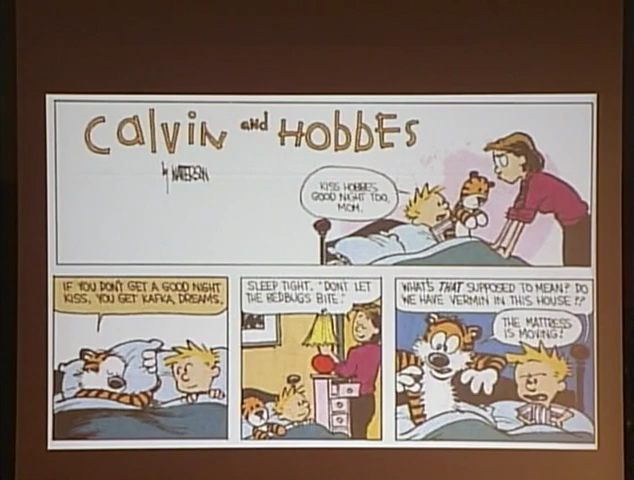 Calvin and HOBBES
by WATTERSON
KISS HOBBES
GOOD NIGHT TOO,
MOM.
IF YOU DON'T GET A GOOD NIGHT
KISS, YOU GET KAFKA DREAMS.
SLEEP TIGHT. "DON'T LET
THE BEDBUGS BITE."
WHAT'S THAT SUPPOSED TO MEAN? DO
WE HAVE VERMIN IN THIS HOUSE!?
THE MATTRESS
IS MOVING!